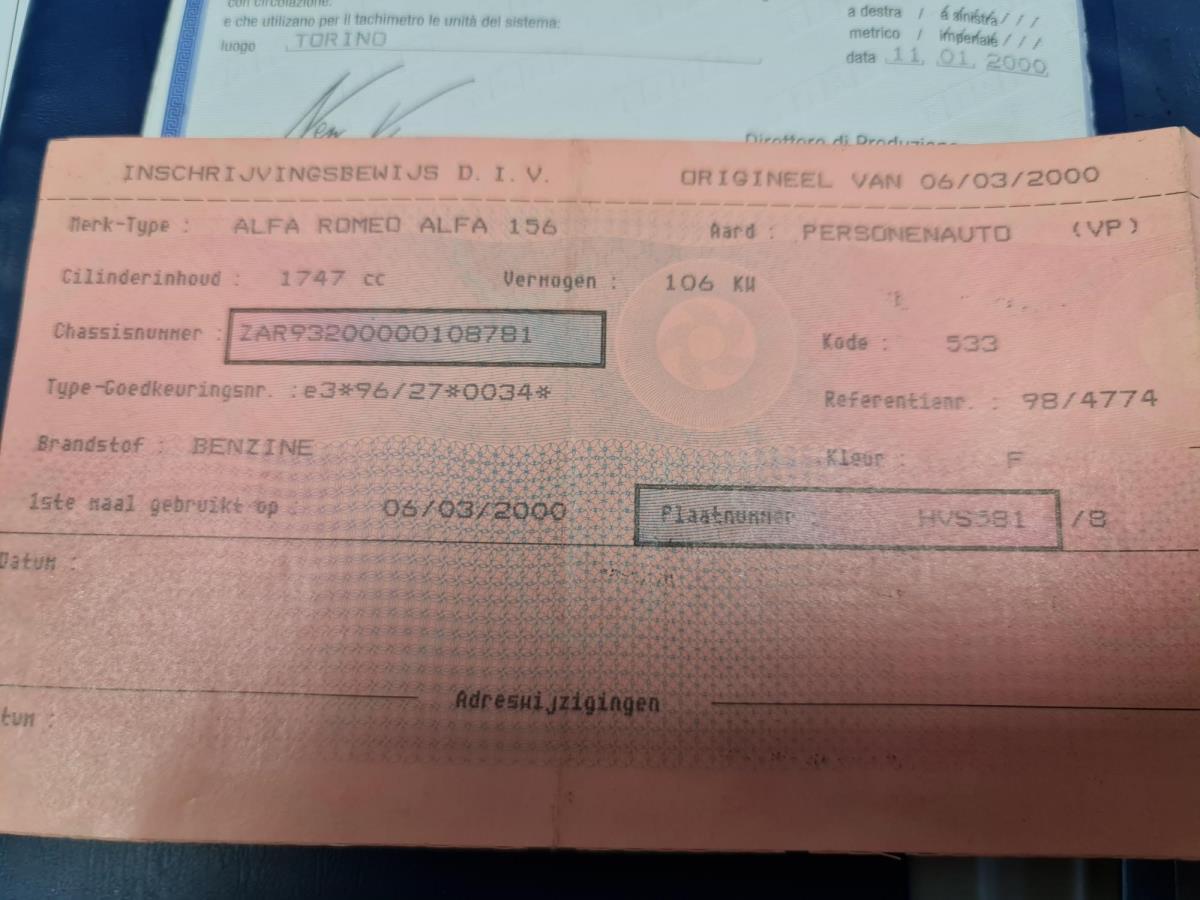 con circolazione.
e che utilizano per il tachimetro le unità del sistema:
a destra / a sinistra / / /
metrico / imperiale / / /
luogo TORINO
data 11. 01. 2000
Direttore di Produzione
INSCHRIJVINGSBEWIJS D. I. V. ORIGINEEL VAN 06/03/2000
Merk-Type : ALFA ROMEO ALFA 156 Aard : PERSONENAUTO (VP)
Cilinderinhoud : 1747 cc Vermogen : 106 KW
Chassisnummer : ZAR93200000108781 Kode : 533
Type-Goedkeuringsnr. : e3*96/27*0034* Referentienr. : 98/4774
Brandstof : BENZINE Kleur : F
1ste maal gebruikt op 06/03/2000 Plaatnummer : HVS381 /8
Datum :
Adreswijzigingen
tum :